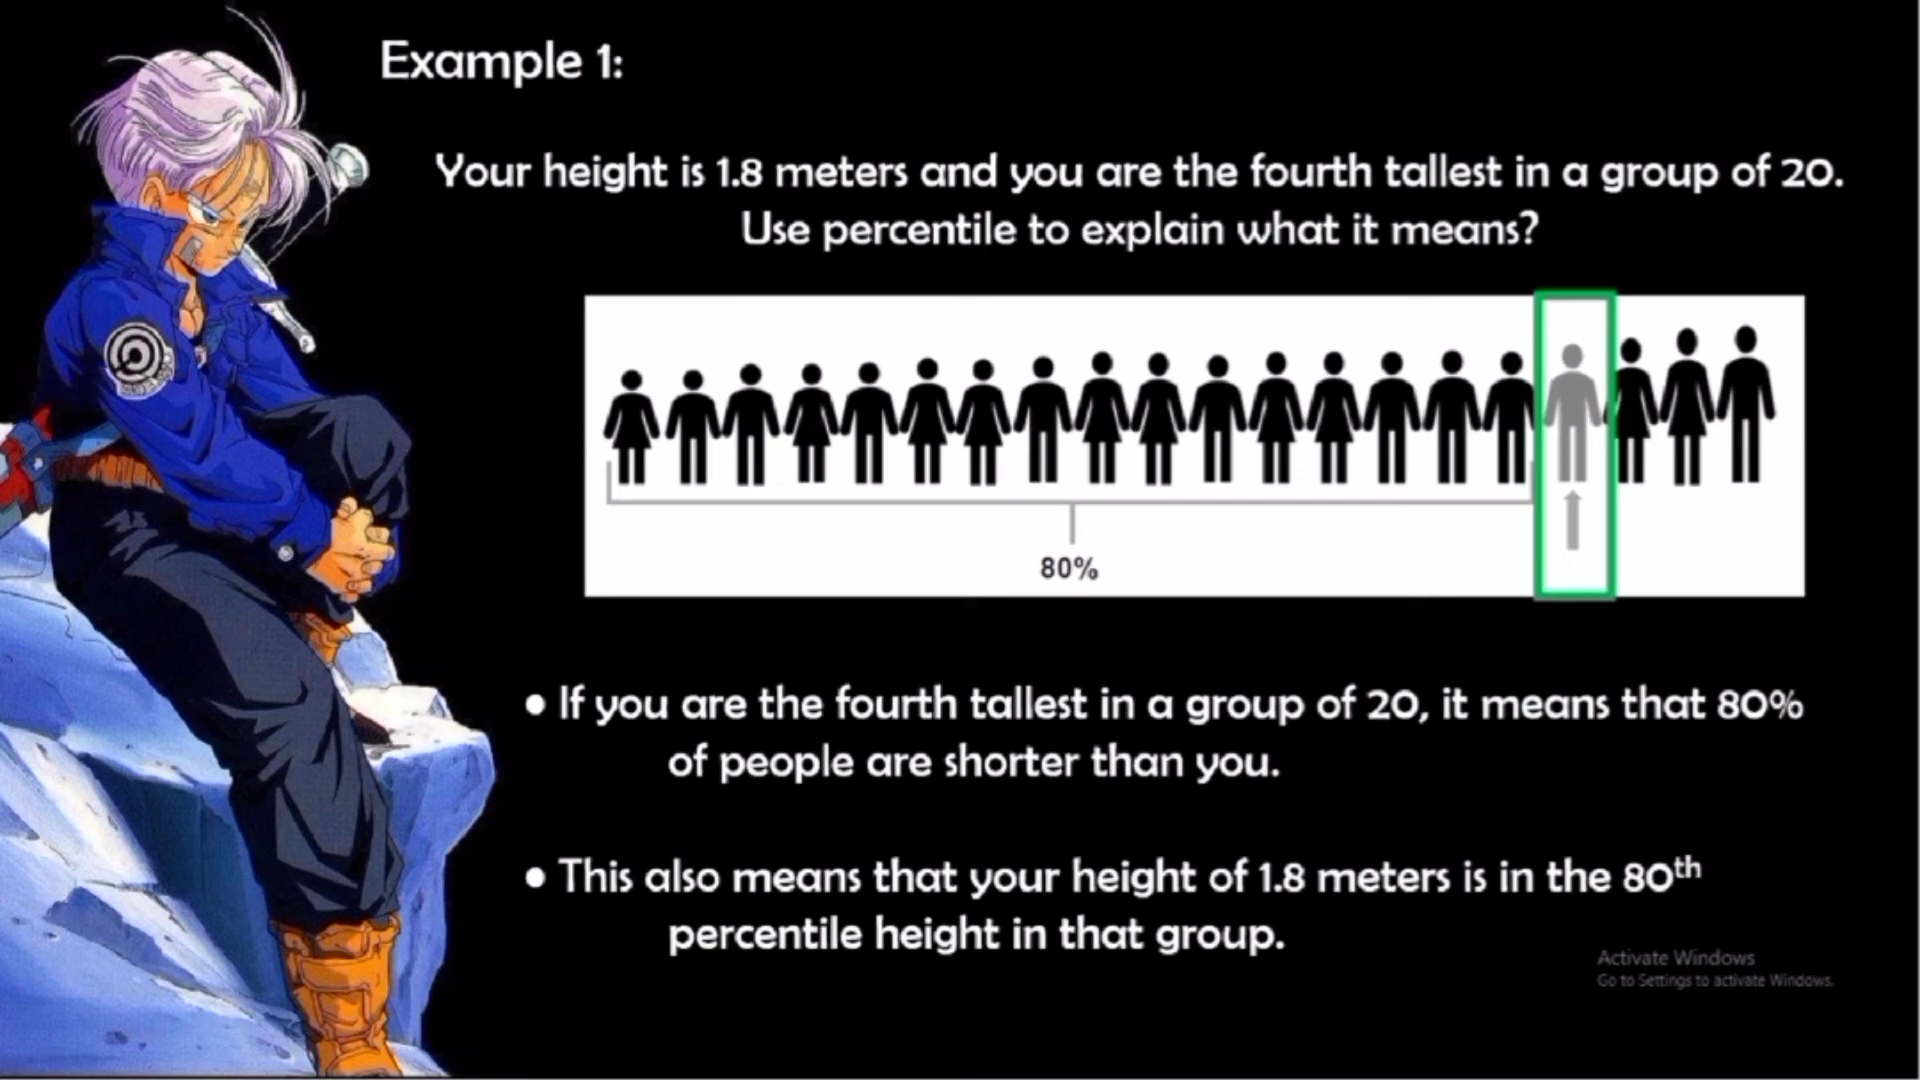 Example 1:
Your height is 1.8 meters and you are the fourth tallest in a group of 20.
Use percentile to explain what it means?
80%
• If you are the fourth tallest in a group of 20, it means that 80%
of people are shorter than you.
• This also means that your height of 1.8 meters is in the 80th
percentile height in that group.
Activate Windows
Go to Settings to activate Windows.